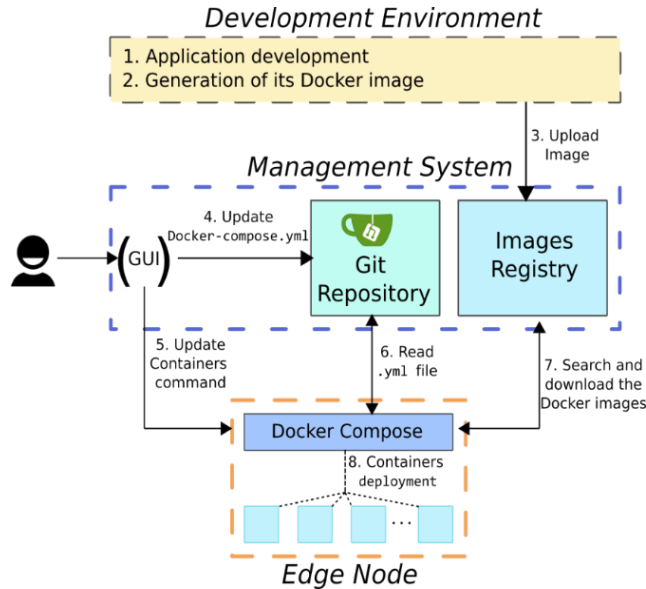 Development Environment
1. Application development
2. Generation of its Docker image
3. Upload
Image
Management System
4. Update
Docker-compose.yml
(GUI)
Git
Repository
Images
Registry
5. Update
Containers
command
6. Read
.yml file
7. Search and
download the
Docker images
Docker Compose
8. Containers
deployment
...
Edge Node